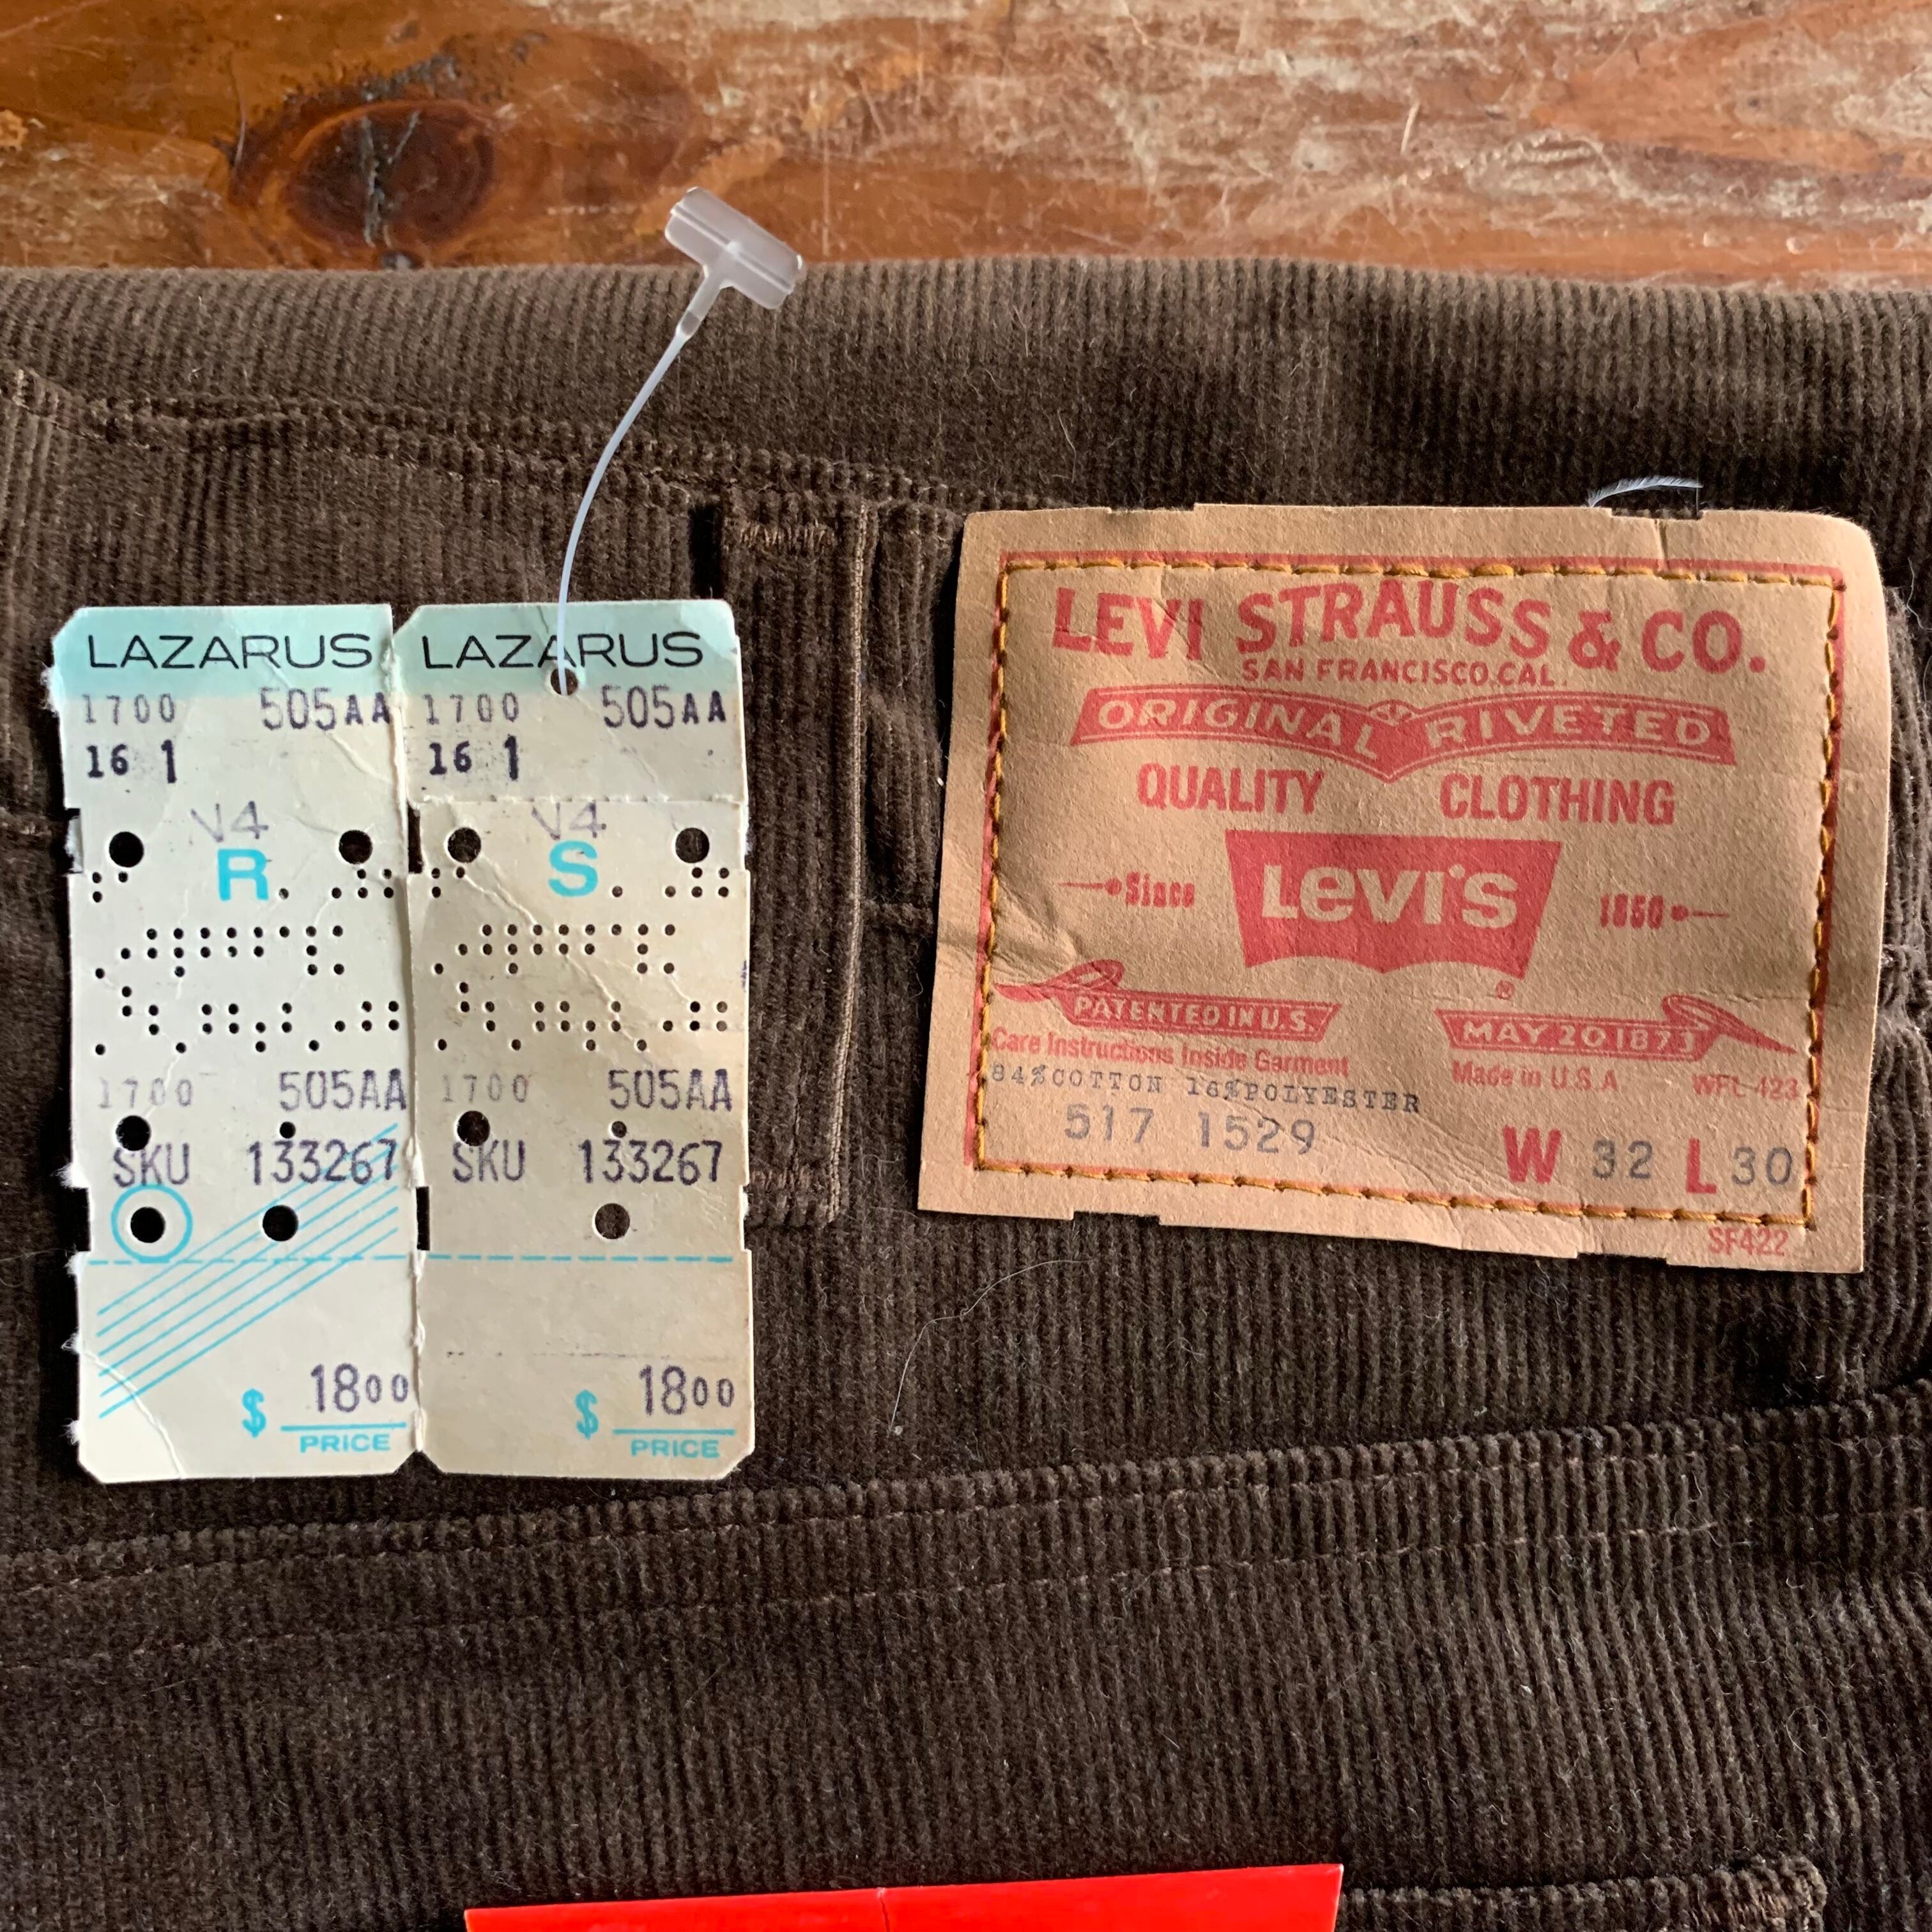 LAZARUS
1700 505AA
16 1
V4
R
1700 505AA
SKU 133267
$ 1800
PRICE
LAZARUS
1700 505AA
16 1
V4
S
1700 505AA
SKU 133267
$ 1800
PRICE
LEVI STRAUSS & CO.
SAN FRANCISCO, CAL.
ORIGINAL RIVETED
QUALITY CLOTHING
Since LEVI'S 1850
®
PATENTED IN U.S. MAY 20 1873
Care Instructions Inside Garment Made in U.S.A WPL 423
84%COTTON 16%POLYESTER
517 1529
W 32 L 30
SF422